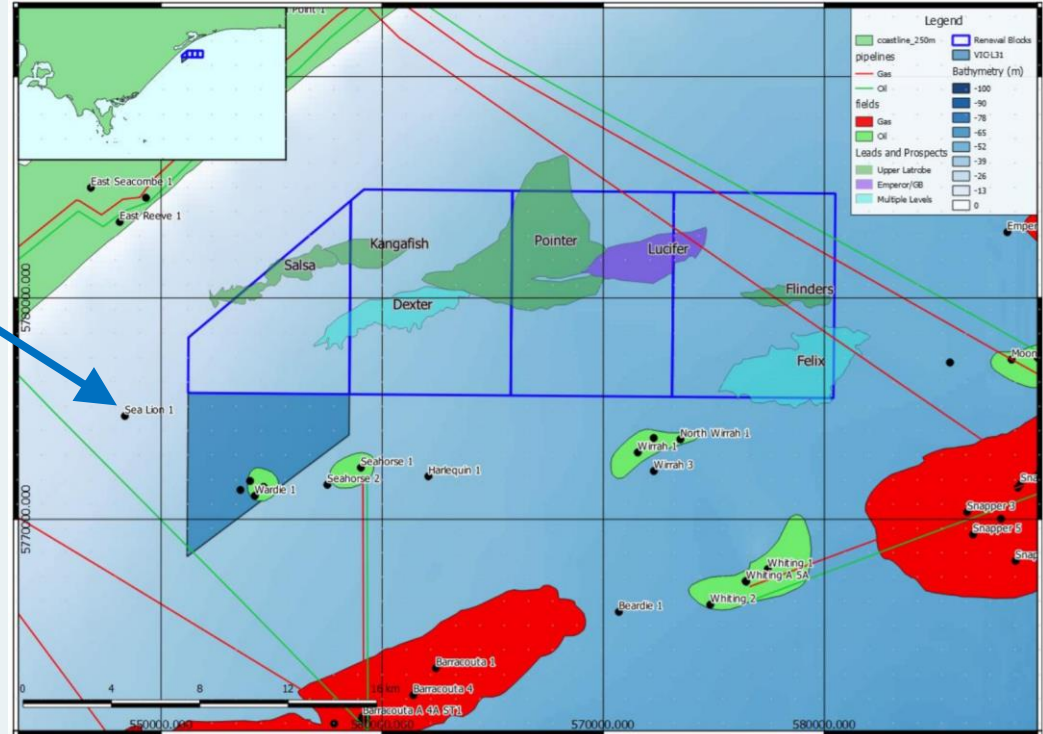 Point 1
Legend
coastline_250m
pipelines
Gas
Oil
fields
Gas
Oil
Leads and Prospects
Upper Latrobe
Emperor/GB
Multiple Levels
Renewal Blocks
VIC-L31
Bathymetry (m)
-100
-90
-78
-65
-52
-39
-26
-13
0
East Seacombe 1
East Reeve 1
Emper
Kangafish
Pointer
Lucifer
Salsa
Dexter
Flinders
Felix
Moon
5780000.000
Sea Lion 1
North Wirrah 1
Wirrah 1
Seahorse 1
Harlequin 1
Wirrah 3
Seahorse 2
Wardie 1
Sna
Snapper 3
Snapper 5
5770000.000
Snap
Whiting 1
Whiting A 5A
Whiting 2
Beardie 1
Barracouta 1
Barracouta 4
0 4 8 12 16 km
Barracouta A 4A ST1
550000.000
570000.000
580000.000